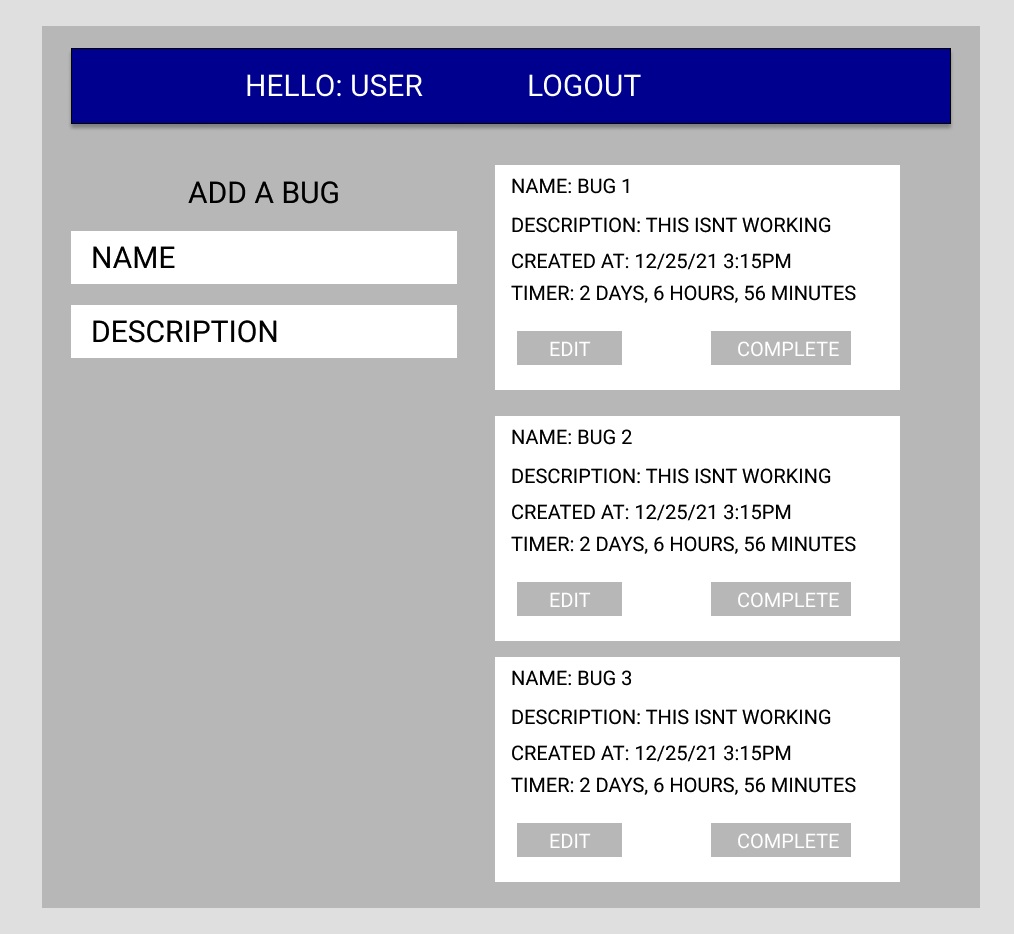 HELLO: USER LOGOUT
ADD A BUG
NAME
DESCRIPTION
NAME: BUG 1
DESCRIPTION: THIS ISNT WORKING
CREATED AT: 12/25/21 3:15PM
TIMER: 2 DAYS, 6 HOURS, 56 MINUTES
EDIT COMPLETE
NAME: BUG 2
DESCRIPTION: THIS ISNT WORKING
CREATED AT: 12/25/21 3:15PM
TIMER: 2 DAYS, 6 HOURS, 56 MINUTES
EDIT COMPLETE
NAME: BUG 3
DESCRIPTION: THIS ISNT WORKING
CREATED AT: 12/25/21 3:15PM
TIMER: 2 DAYS, 6 HOURS, 56 MINUTES
EDIT COMPLETE